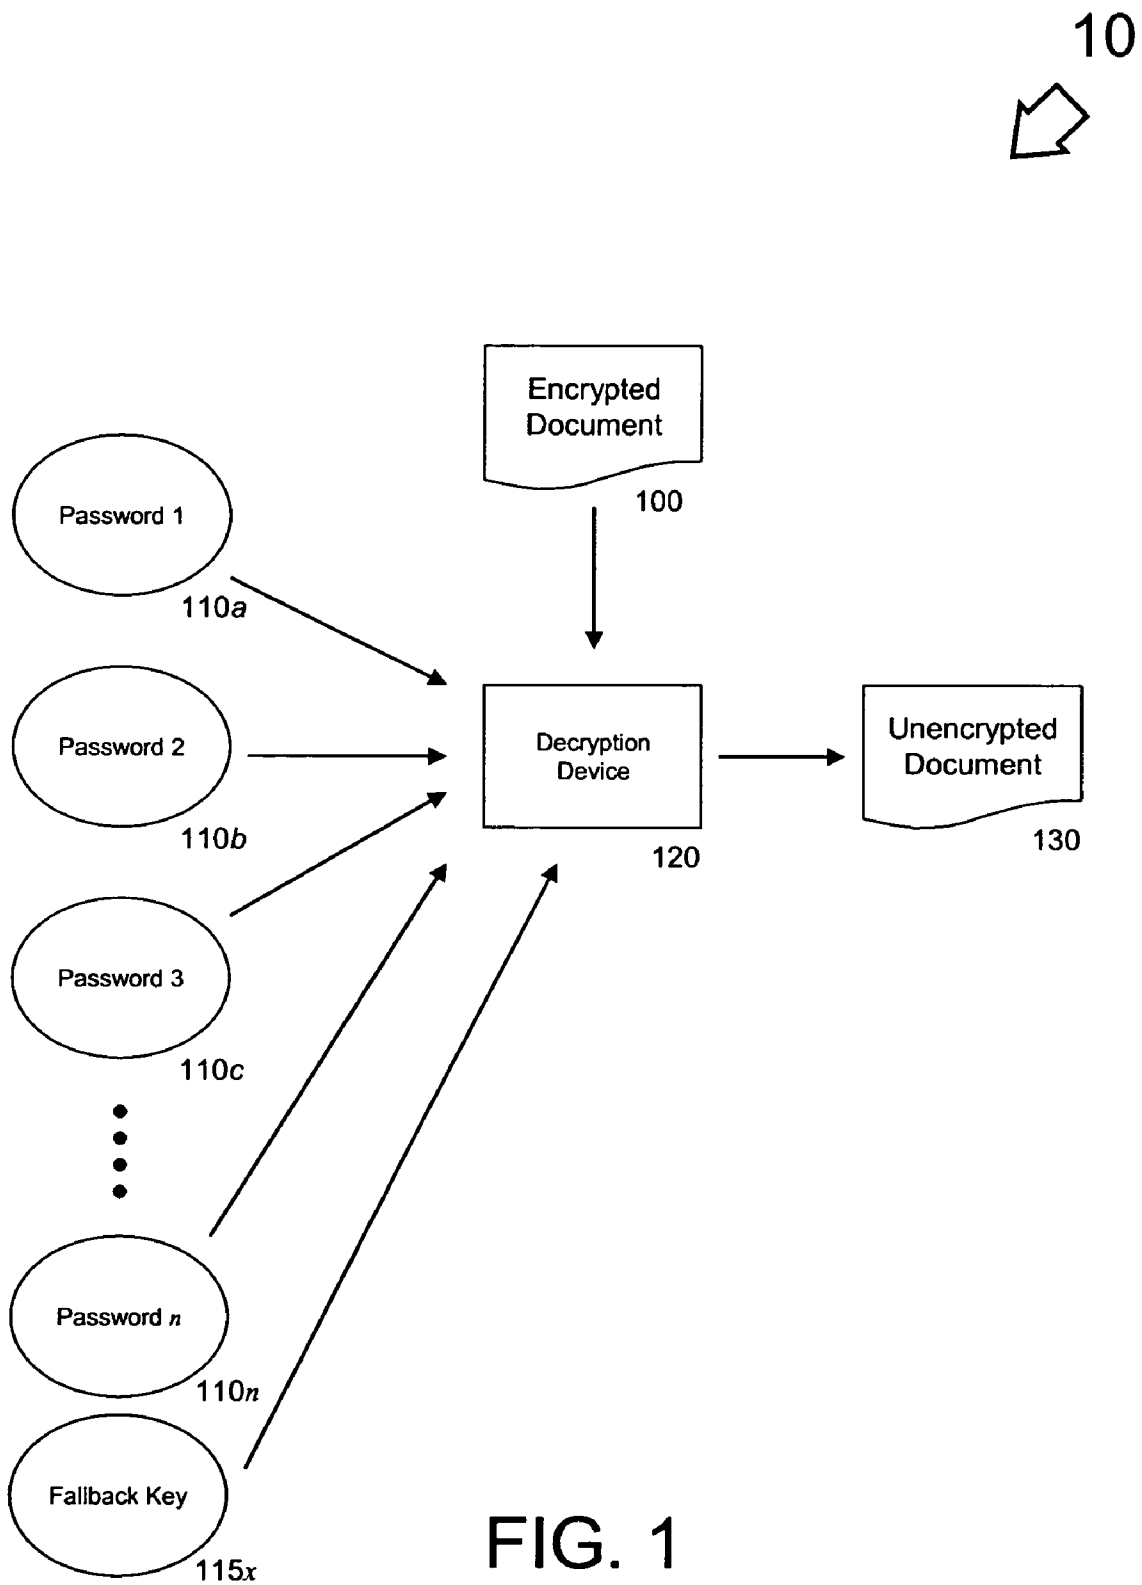 10
Encrypted
Document
100
Password 1
110a
Password 2
110b
Decryption
Device
120
Unencrypted
Document
130
Password 3
110c
Password n
110n
Fallback Key
115x
FIG. 1